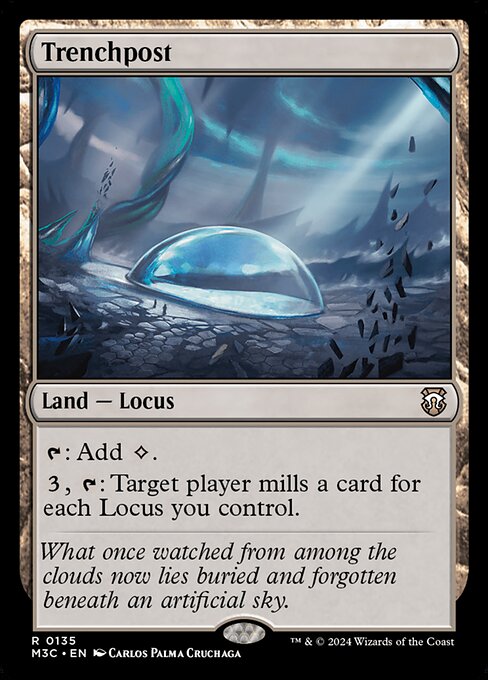 Trenchpost
Land — Locus
: Add .
3, : Target player mills a card for
each Locus you control.
What once watched from among the
clouds now lies buried and forgotten
beneath an artificial sky.
R 0135
M3C • EN Carlos Palma Cruchaga
™ & © 2024 Wizards of the Coast